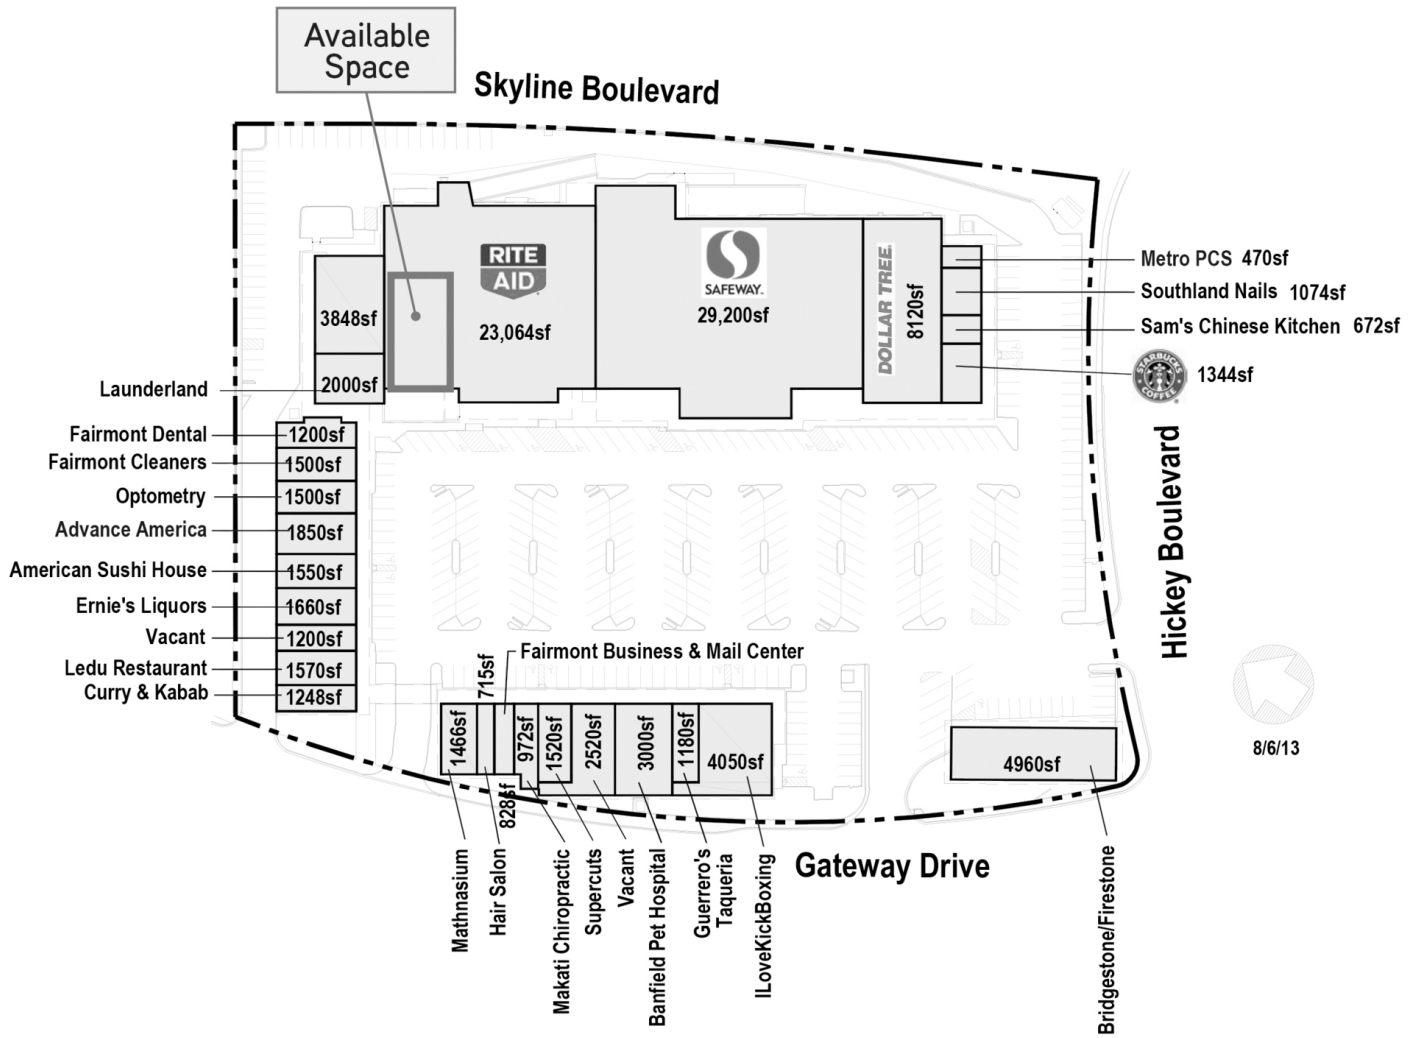 Available
Space
Skyline Boulevard
RITE
AID
23,064sf
SAFEWAY
29,200sf
DOLLAR TREE
8120sf
Metro PCS 470sf
Southland Nails 1074sf
Sam's Chinese Kitchen 672sf
STARBUCKS
COFFEE
1344sf
3848sf
Launderland
2000sf
Fairmont Dental 1200sf
Fairmont Cleaners 1500sf
Optometry 1500sf
Advance America 1850sf
American Sushi House 1550sf
Ernie's Liquors 1660sf
Vacant 1200sf
Ledu Restaurant 1570sf
Curry & Kabab 1248sf
Hickey Boulevard
Fairmont Business & Mail Center
715sf
1466sf
828sf
972sf
1520sf
2520sf
3000sf
1180sf
4050sf
4960sf
8/6/13
Gateway Drive
Mathnasium
Hair Salon
Makati Chiropractic
Supercuts
Vacant
Banfield Pet Hospital
Guerrero's
Taqueria
ILoveKickBoxing
Bridgestone/Firestone